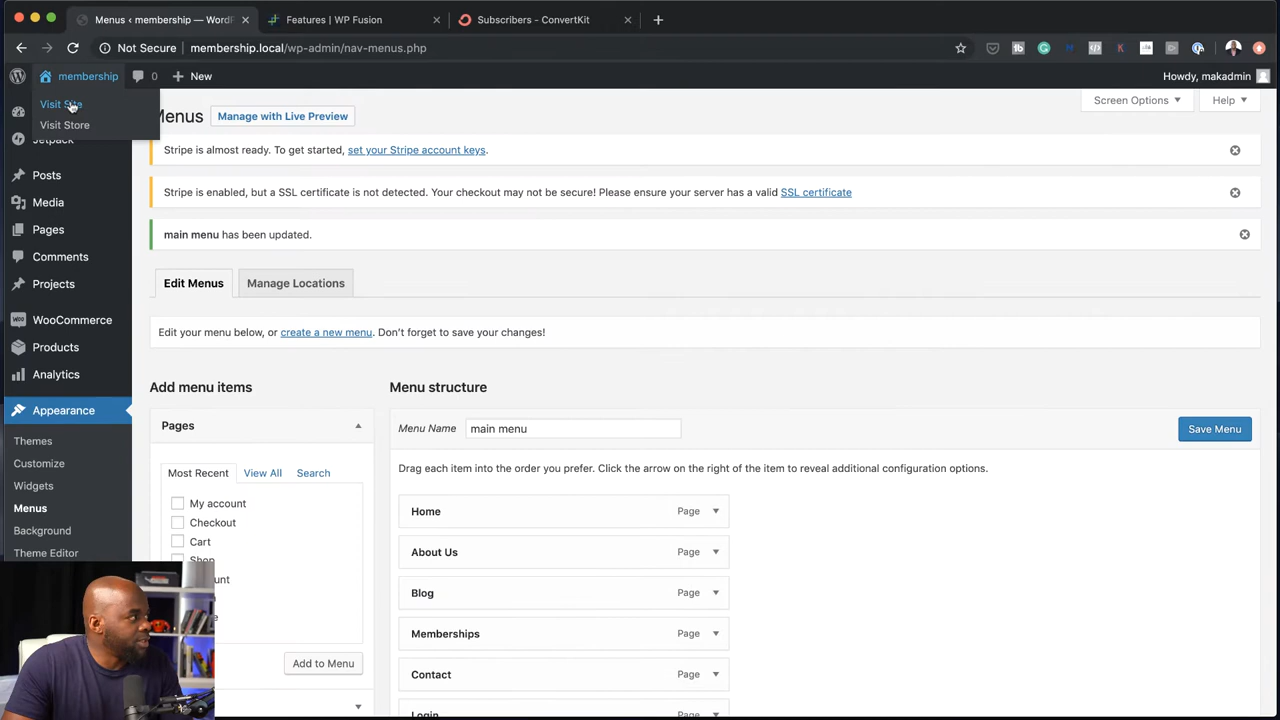 Menus ‹ membership — WordP
Features | WP Fusion
Subscribers - ConvertKit
Not Secure
membership.local/wp-admin/nav-menus.php
membership
0
New
Howdy, makadmin
Visit Site
Visit Store
Jetpack
Posts
Media
Pages
Comments
Projects
WooCommerce
Products
Analytics
Appearance
Themes
Customize
Widgets
Menus
Background
Theme Editor
Menus
Manage with Live Preview
Screen Options
Help
Stripe is almost ready. To get started, set your Stripe account keys.
Stripe is enabled, but a SSL certificate is not detected. Your checkout may not be secure! Please ensure your server has a valid SSL certificate
main menu has been updated.
Edit Menus
Manage Locations
Edit your menu below, or create a new menu. Don't forget to save your changes!
Add menu items
Pages
Most Recent
View All
Search
My account
Checkout
Cart
Shop
Add to Menu
Menu structure
Menu Name
main menu
Save Menu
Drag each item into the order you prefer. Click the arrow on the right of the item to reveal additional configuration options.
Home
Page
About Us
Page
Blog
Page
Memberships
Page
Contact
Page
Login